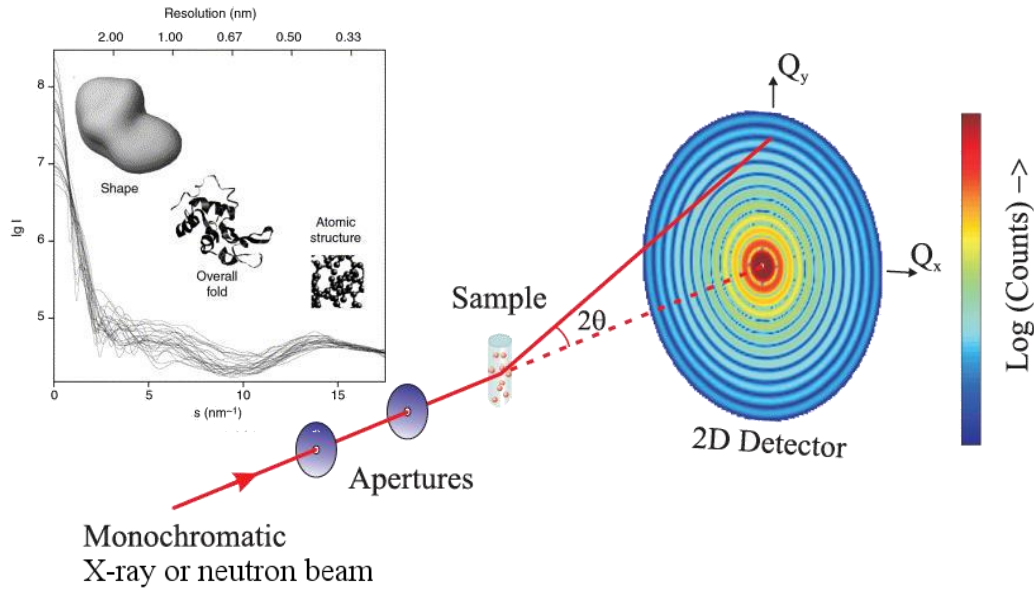 Resolution (nm)
2.00 1.00 0.67 0.50 0.33
8
7
6
5
lg I
Shape
Overall
fold
Atomic
structure
0 5 10 15
s (nm⁻¹)
Sample
2θ
Q_y
Q_x
2D Detector
Log (Counts) –>
Apertures
Monochromatic
X-ray or neutron beam